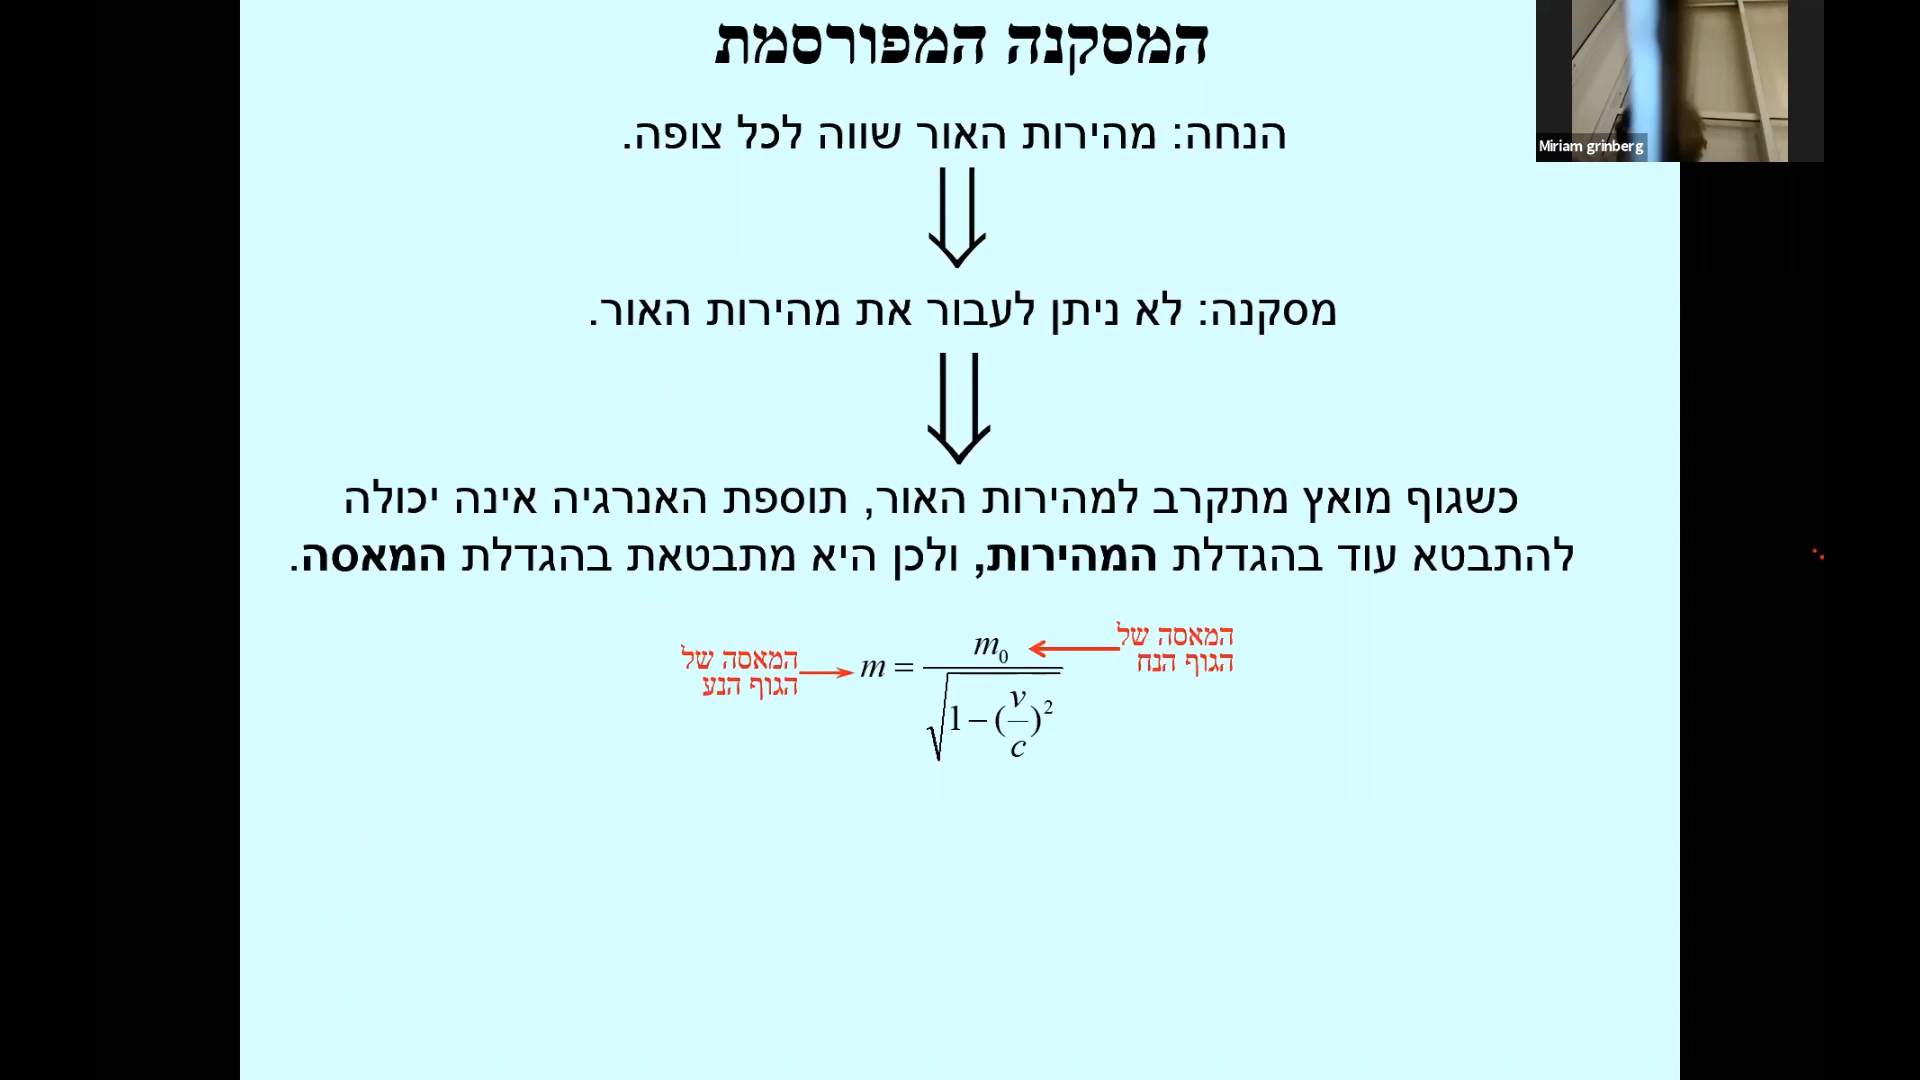 המסקנה המפורסמת
Miriam grinberg
הנחה: מהירות האור שווה לכל צופה.
מסקנה: לא ניתן לעבור את מהירות האור.
כשגוף מואץ מתקרב למהירות האור, תוספת האנרגיה אינה יכולה
להתבטא עוד בהגדלת המהירות, ולכן היא מתבטאת בהגדלת המאסה.
המאסה של
הגוף הנח
המאסה של
הגוף הנע
m = m₀ / √(1 – (v/c)²)